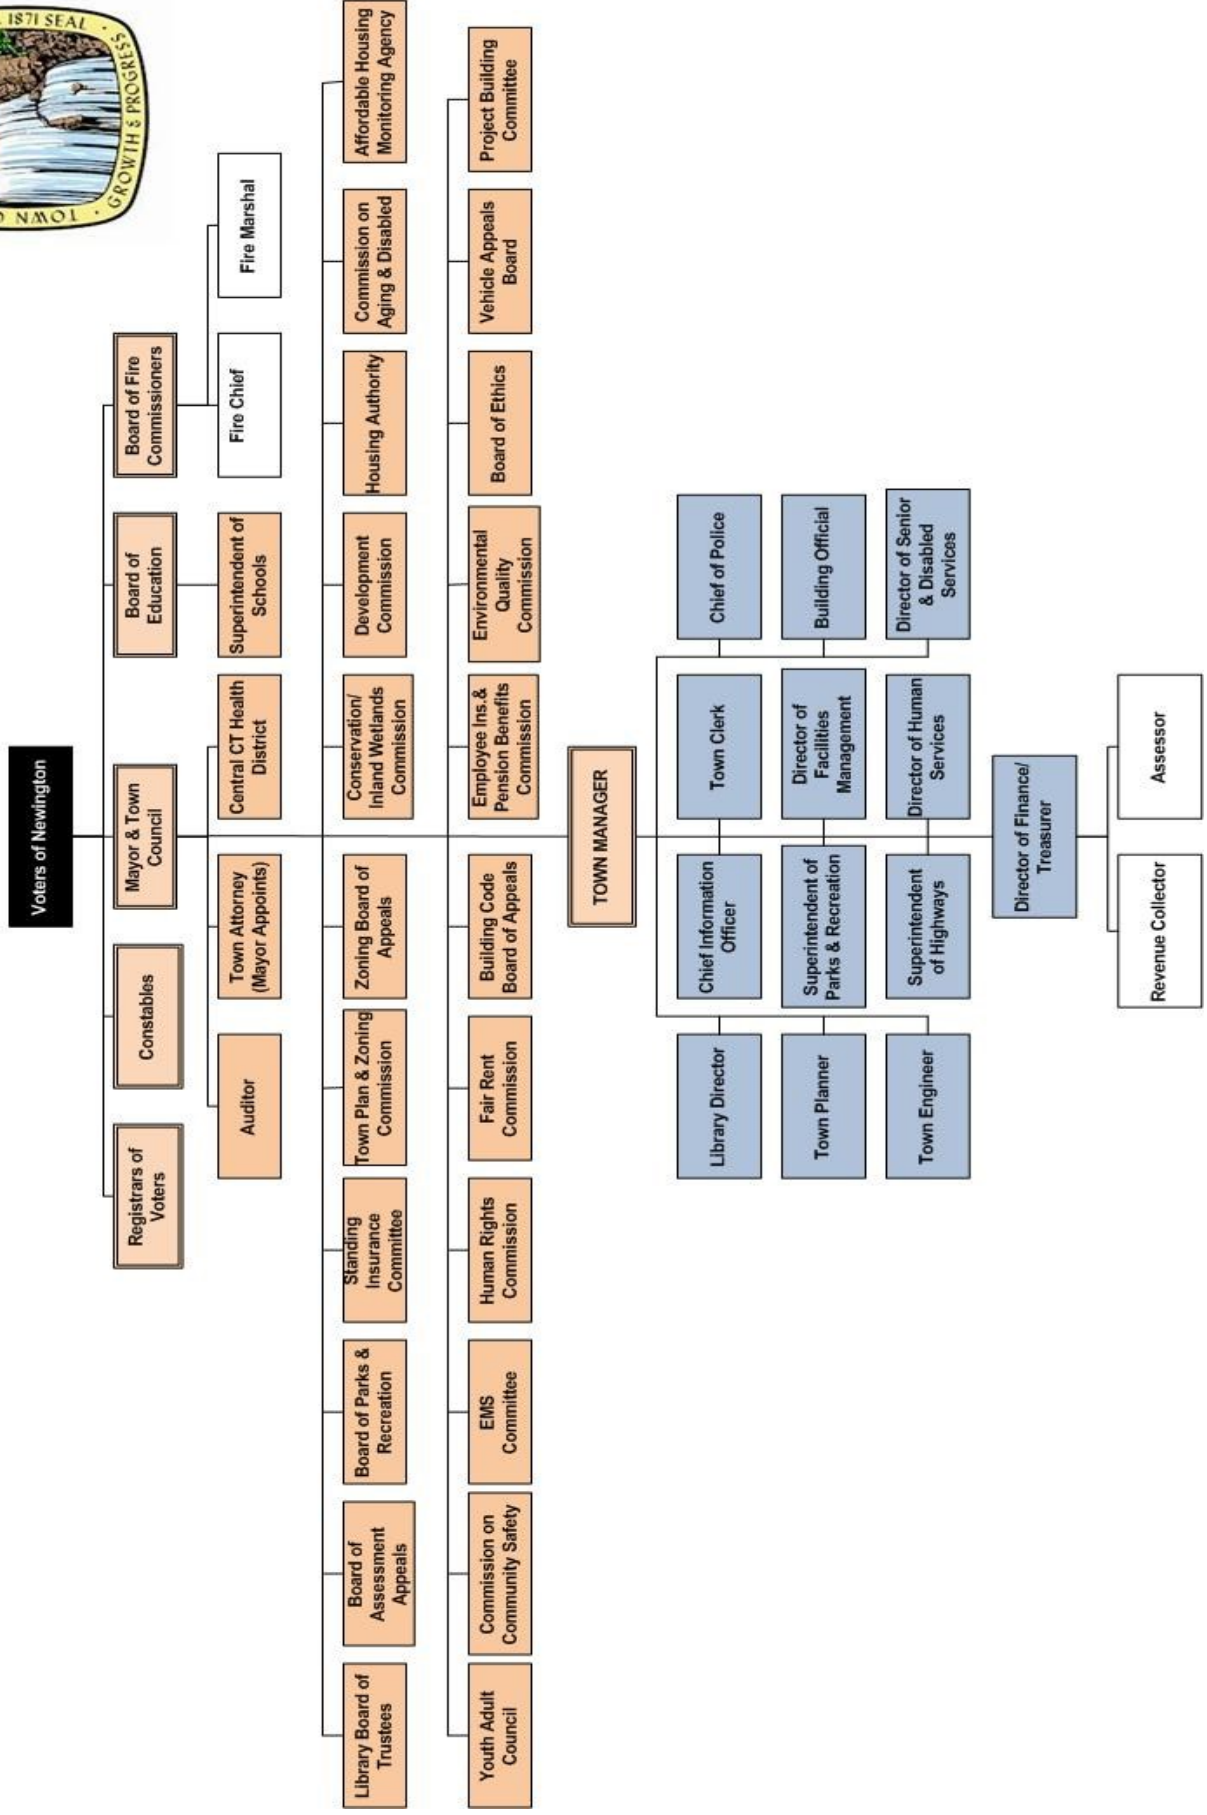 1871 SEAL
GROWTH & PROGRESS
TOWN
Voters of Newington
Registrars of
Voters
Constables
Mayor & Town
Council
Board of
Education
Board of Fire
Commissioners
Auditor
Town Attorney
(Mayor Appoints)
Central CT Health
District
Superintendent of
Schools
Fire Chief
Fire Marshal
Library Board of
Trustees
Board of
Assessment
Appeals
Board of Parks &
Recreation
Standing
Insurance
Committee
Town Plan & Zoning
Commission
Zoning Board of
Appeals
Conservation/
Inland Wetlands
Commission
Development
Commission
Housing Authority
Commission on
Aging & Disabled
Affordable Housing
Monitoring Agency
Youth Adult
Council
Commission on
Community Safety
EMS
Committee
Human Rights
Commission
Fair Rent
Commission
Building Code
Board of Appeals
Employee Ins.&
Pension Benefits
Commission
Environmental
Quality
Commission
Board of Ethics
Vehicle Appeals
Board
Project Building
Committee
TOWN MANAGER
Library Director
Chief Information
Officer
Town Clerk
Chief of Police
Town Planner
Superintendent of
Parks & Recreation
Director of
Facilities
Management
Building Official
Town Engineer
Superintendent
of Highways
Director of Human
Services
Director of Senior
& Disabled
Services
Director of Finance/
Treasurer
Revenue Collector
Assessor